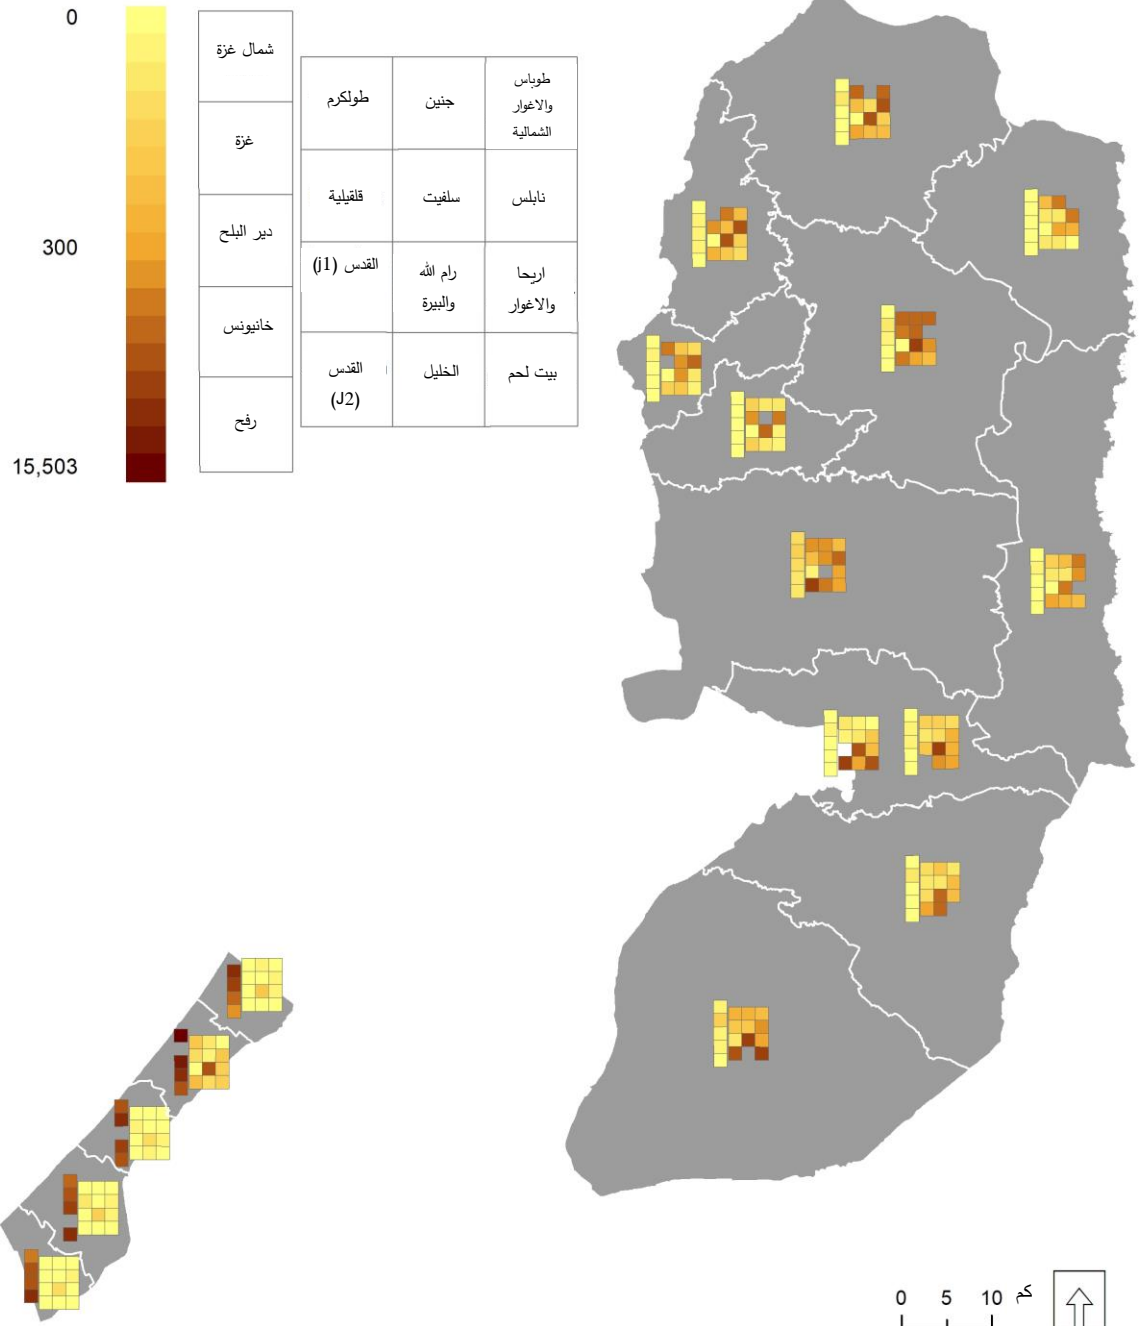 0
300
15,503
شمال غزة
غزة
دير البلح
خانيونس
رفح
طولكرم
جنين
طوباس
والاغوار
الشمالية
قلقيلية
سلفيت
نابلس
القدس (j1)
رام الله
والبيرة
اريحا
والاغوار
القدس
(J2)
الخليل
بيت لحم
0 5 10 كم